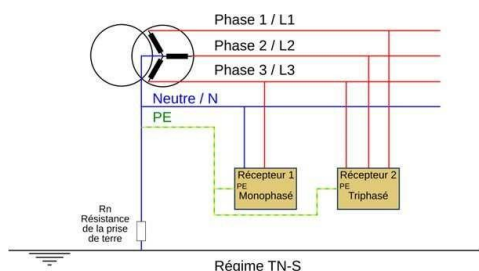 Phase 1 / L1
Phase 2 / L2
Phase 3 / L3
Neutre / N
PE
Récepteur 1
PE
Monophasé
Récepteur 2
PE
Triphasé
Rn
Résistance
de la prise
de terre
Régime TN-S